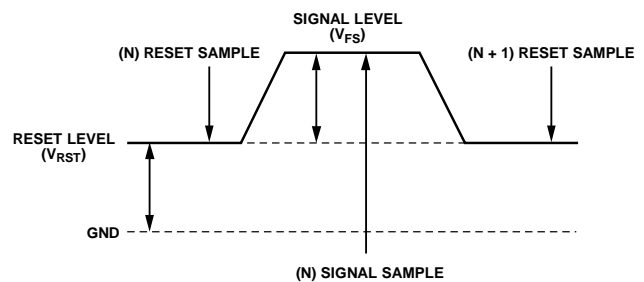 SIGNAL LEVEL
(VFS)
(N) RESET SAMPLE
(N + 1) RESET SAMPLE
RESET LEVEL
(VRST)
GND
(N) SIGNAL SAMPLE